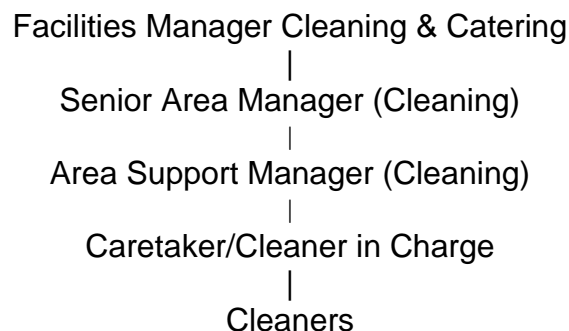 Facilities Manager Cleaning & Catering
Senior Area Manager (Cleaning)
Area Support Manager (Cleaning)
Caretaker/Cleaner in Charge
Cleaners